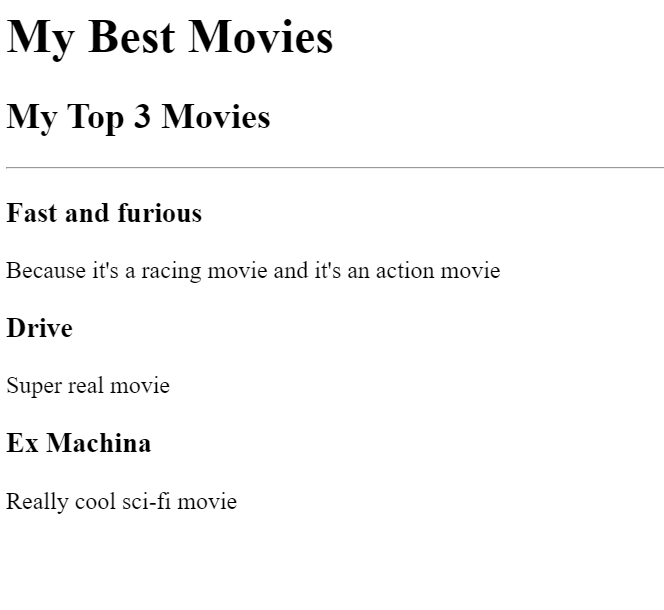 My Best Movies
My Top 3 Movies
Fast and furious
Because it's a racing movie and it's an action movie
Drive
Super real movie
Ex Machina
Really cool sci-fi movie